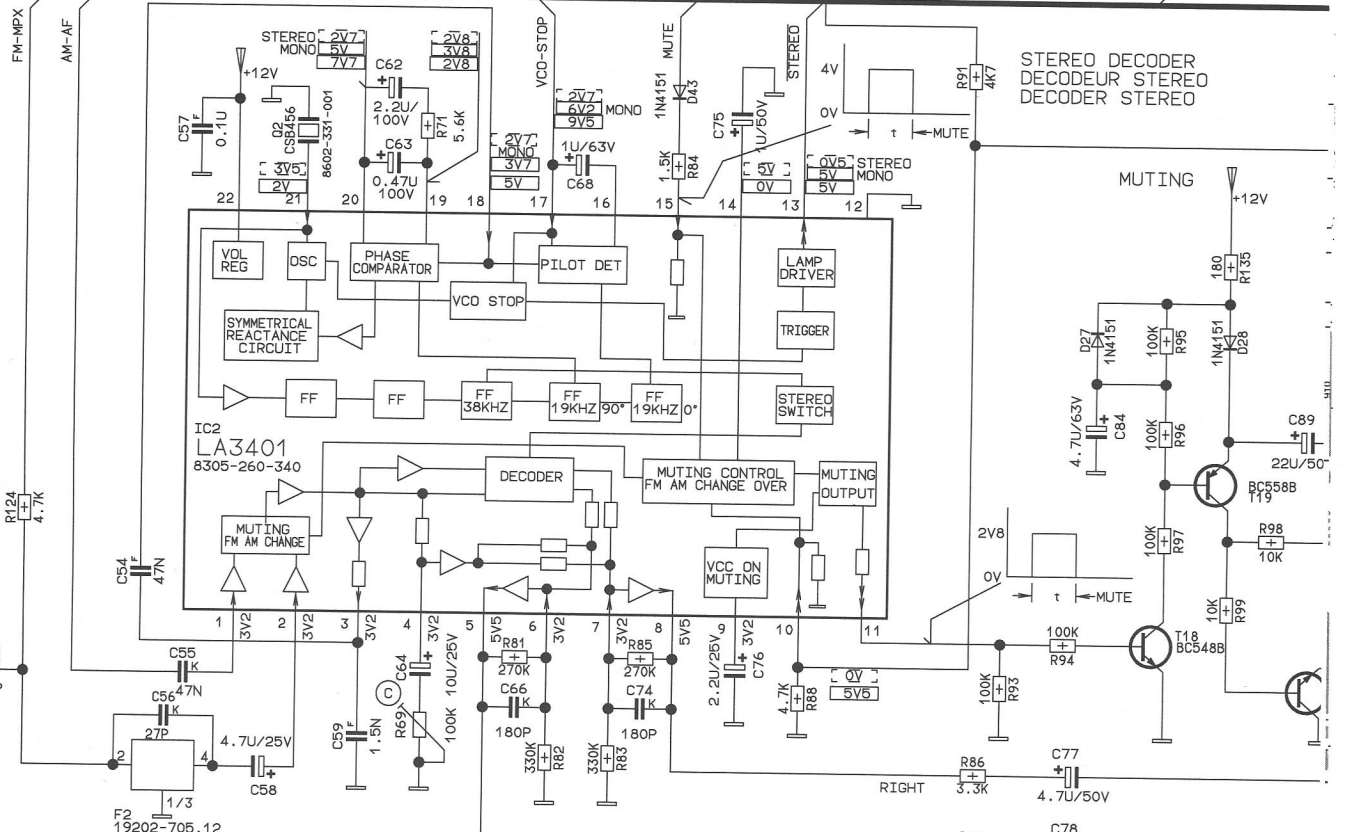 FM-MPX
AM-AF
STEREO 2V7
MONO 5V
7V7
2V8
3V8
2V8
VCO-STOP
MUTE
STEREO
+12V
C57
0.1U
Q2
CSB456
8602-331-001
C62
2.2U/
100V
R71
5.6K
C63
0.47U
100V
3V5
2V
2V7
MONO
3V7
5V
2V7
6V2 MONO
9V5
1U/63V
C68
1N4151
D43
1.5K
R84
C75
1U/50V
5V
0V
0V5 STEREO
5V MONO
5V
4V
0V
t
MUTE
R91
4K7
STEREO DECODER
DECODEUR STEREO
DECODER STEREO
MUTING
+12V
22 21 20 19 18 17 16 15 14 13 12
VOL
REG
OSC
PHASE
COMPARATOR
PILOT DET
VCO STOP
LAMP
DRIVER
TRIGGER
SYMMETRICAL
REACTANCE
CIRCUIT
FF
FF
FF
38KHZ
FF
19KHZ 90°
FF
19KHZ 0°
STEREO
SWITCH
IC2
LA3401
8305-260-340
DECODER
MUTING CONTROL
FM AM CHANGE OVER
MUTING
OUTPUT
MUTING
FM AM CHANGE
VCC ON
MUTING
180
R135
D27
1N4151
100K
R95
1N4151
D28
4.7U/63V
C84
100K
R96
C89
22U/50
BC558B
T19
100K
R97
R98
10K
10K
R99
2V8
0V
t
MUTE
R124
4.7K
C54
47N
1 3V2
2 3V2
3 3V2
4 3V2
5 5V5
6 3V2
7 3V2
8 5V5
9 3V2
10
11
C55
K
47N
C56
K
27P
2
4
1/3
F2
19202-705.12
4.7U/25V
C58
C59
1.5N
C64
10U/25V
C
R69
100K
R81
270K
C66
K
180P
330K
R82
R85
270K
C74
K
180P
330K
R83
2.2U/25V
C76
4.7K
R88
0V
5V5
100K
R93
100K
R94
T18
BC548B
RIGHT
R86
3.3K
C77
4.7U/50V
C78